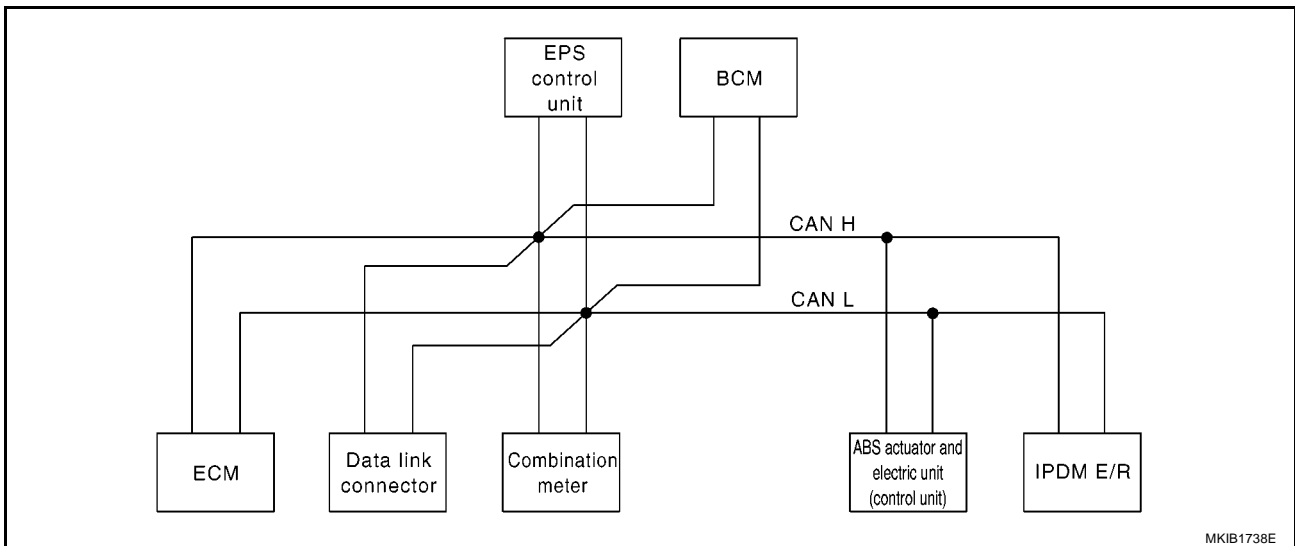 EPS
control
unit
BCM
CAN H
CAN L
ECM
Data link
connector
Combination
meter
ABS actuator and
electric unit
(control unit)
IPDM E/R
MKIB1738E